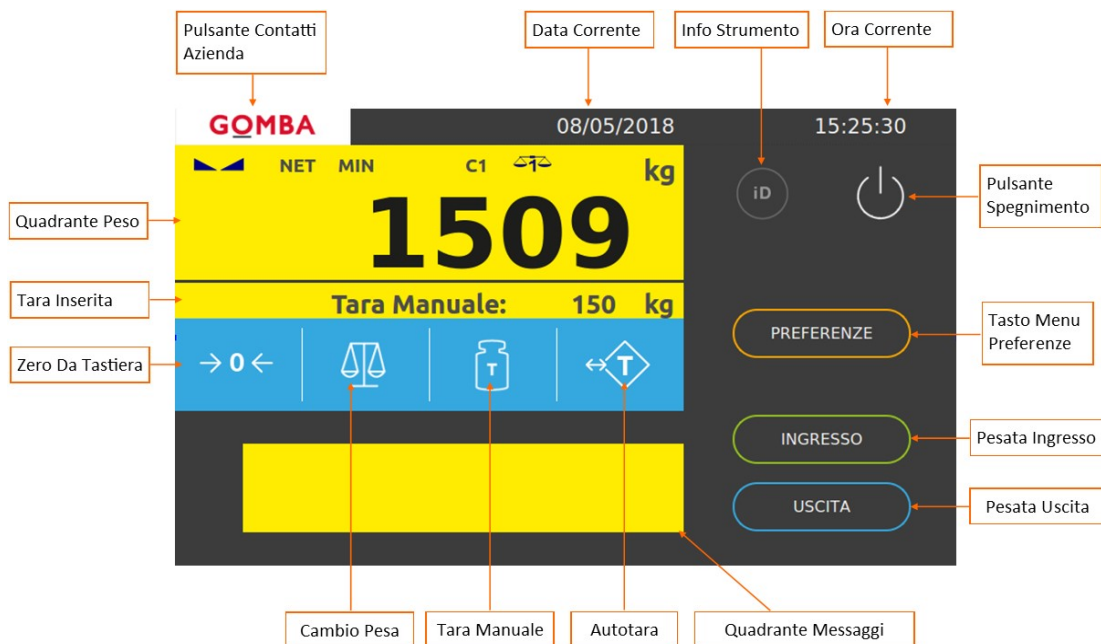 Pulsante Contatti
Azienda
Data Corrente
Info Strumento
Ora Corrente
GOMBA
08/05/2018
15:25:30
NET MIN C1 1 kg
iD
Pulsante
Spegnimento
Quadrante Peso
1509
Tara Inserita
Tara Manuale: 150 kg
PREFERENZE
Tasto Menu
Preferenze
Zero Da Tastiera
→ 0 ←
T
T
INGRESSO
Pesata Ingresso
USCITA
Pesata Uscita
Cambio Pesa
Tara Manuale
Autotara
Quadrante Messaggi